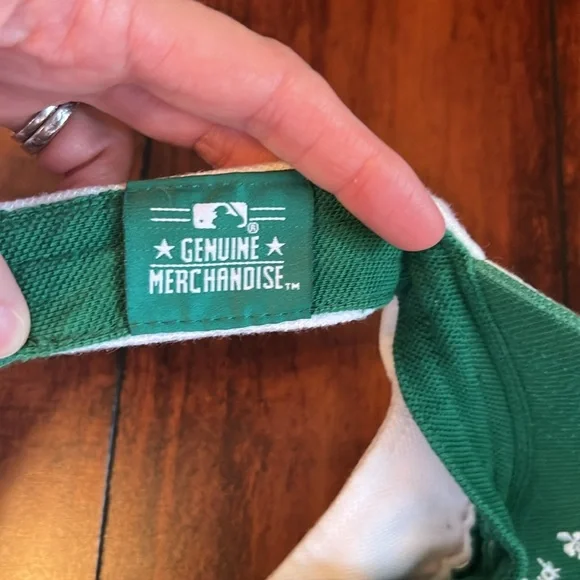 ®
★ GENUINE ★
MERCHANDISE™